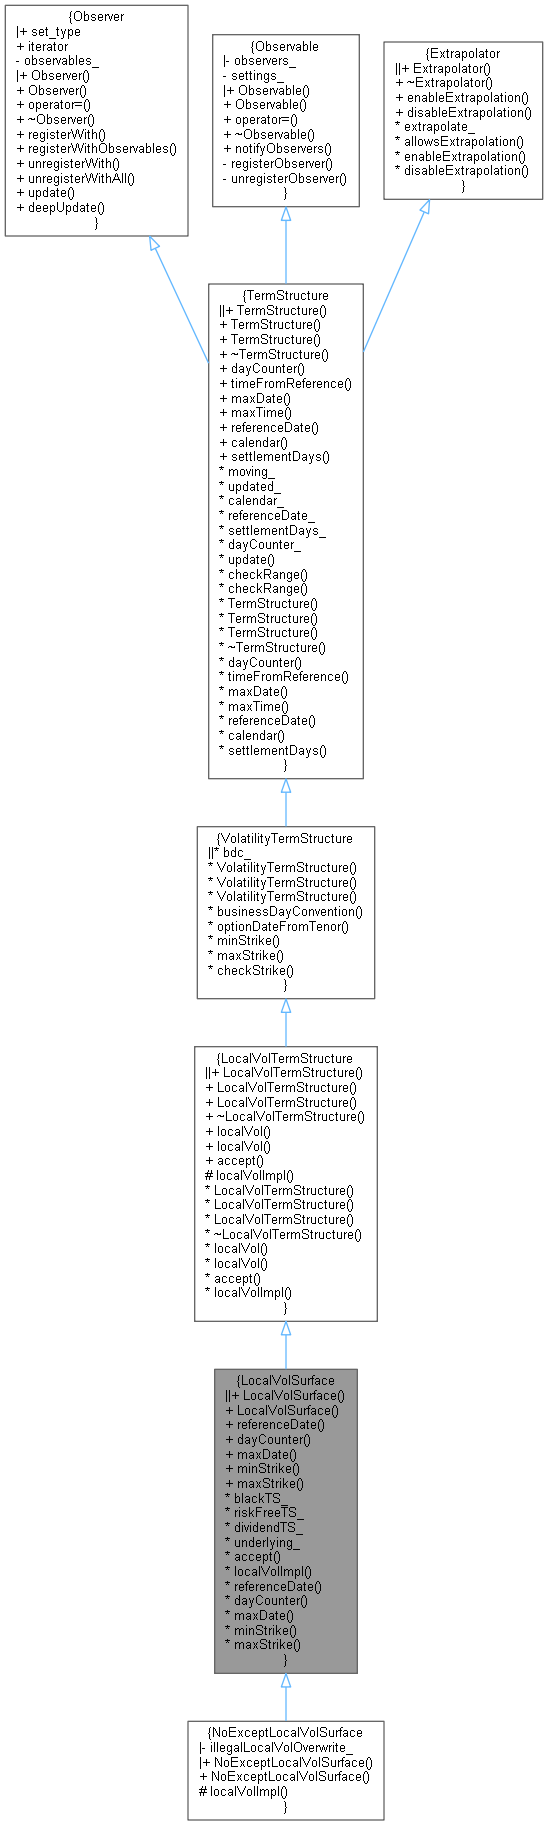 {Observer
|+ set_type
+ iterator
- observables_
|+ Observer()
+ Observer()
+ operator=()
+ ~Observer()
+ registerWith()
+ registerWithObservables()
+ unregisterWith()
+ unregisterWithAll()
+ update()
+ deepUpdate()
}
{Observable
|- observers_
- settings_
|+ Observable()
+ Observable()
+ operator=()
+ ~Observable()
+ notifyObservers()
- registerObserver()
- unregisterObserver()
}
{Extrapolator
||+ Extrapolator()
+ ~Extrapolator()
+ enableExtrapolation()
+ disableExtrapolation()
* extrapolate_
* allowsExtrapolation()
* enableExtrapolation()
* disableExtrapolation()
}
{TermStructure
||+ TermStructure()
+ TermStructure()
+ TermStructure()
+ ~TermStructure()
+ dayCounter()
+ timeFromReference()
+ maxDate()
+ maxTime()
+ referenceDate()
+ calendar()
+ settlementDays()
* moving_
* updated_
* calendar_
* referenceDate_
* settlementDays_
* dayCounter_
* update()
* checkRange()
* checkRange()
* TermStructure()
* TermStructure()
* TermStructure()
* ~TermStructure()
* dayCounter()
* timeFromReference()
* maxDate()
* maxTime()
* referenceDate()
* calendar()
* settlementDays()
}
{VolatilityTermStructure
||* bdc_
* VolatilityTermStructure()
* VolatilityTermStructure()
* VolatilityTermStructure()
* businessDayConvention()
* optionDateFromTenor()
* minStrike()
* maxStrike()
* checkStrike()
}
{LocalVolTermStructure
||+ LocalVolTermStructure()
+ LocalVolTermStructure()
+ LocalVolTermStructure()
+ ~LocalVolTermStructure()
+ localVol()
+ localVol()
+ accept()
# localVolImpl()
* LocalVolTermStructure()
* LocalVolTermStructure()
* LocalVolTermStructure()
* ~LocalVolTermStructure()
* localVol()
* localVol()
* accept()
* localVolImpl()
}
{LocalVolSurface
||+ LocalVolSurface()
+ LocalVolSurface()
+ referenceDate()
+ dayCounter()
+ maxDate()
+ minStrike()
+ maxStrike()
* blackTS_
* riskFreeTS_
* dividendTS_
* underlying_
* accept()
* localVolImpl()
* referenceDate()
* dayCounter()
* maxDate()
* minStrike()
* maxStrike()
}
{NoExceptLocalVolSurface
|- illegalLocalVolOverwrite_
|+ NoExceptLocalVolSurface()
+ NoExceptLocalVolSurface()
# localVolImpl()
}